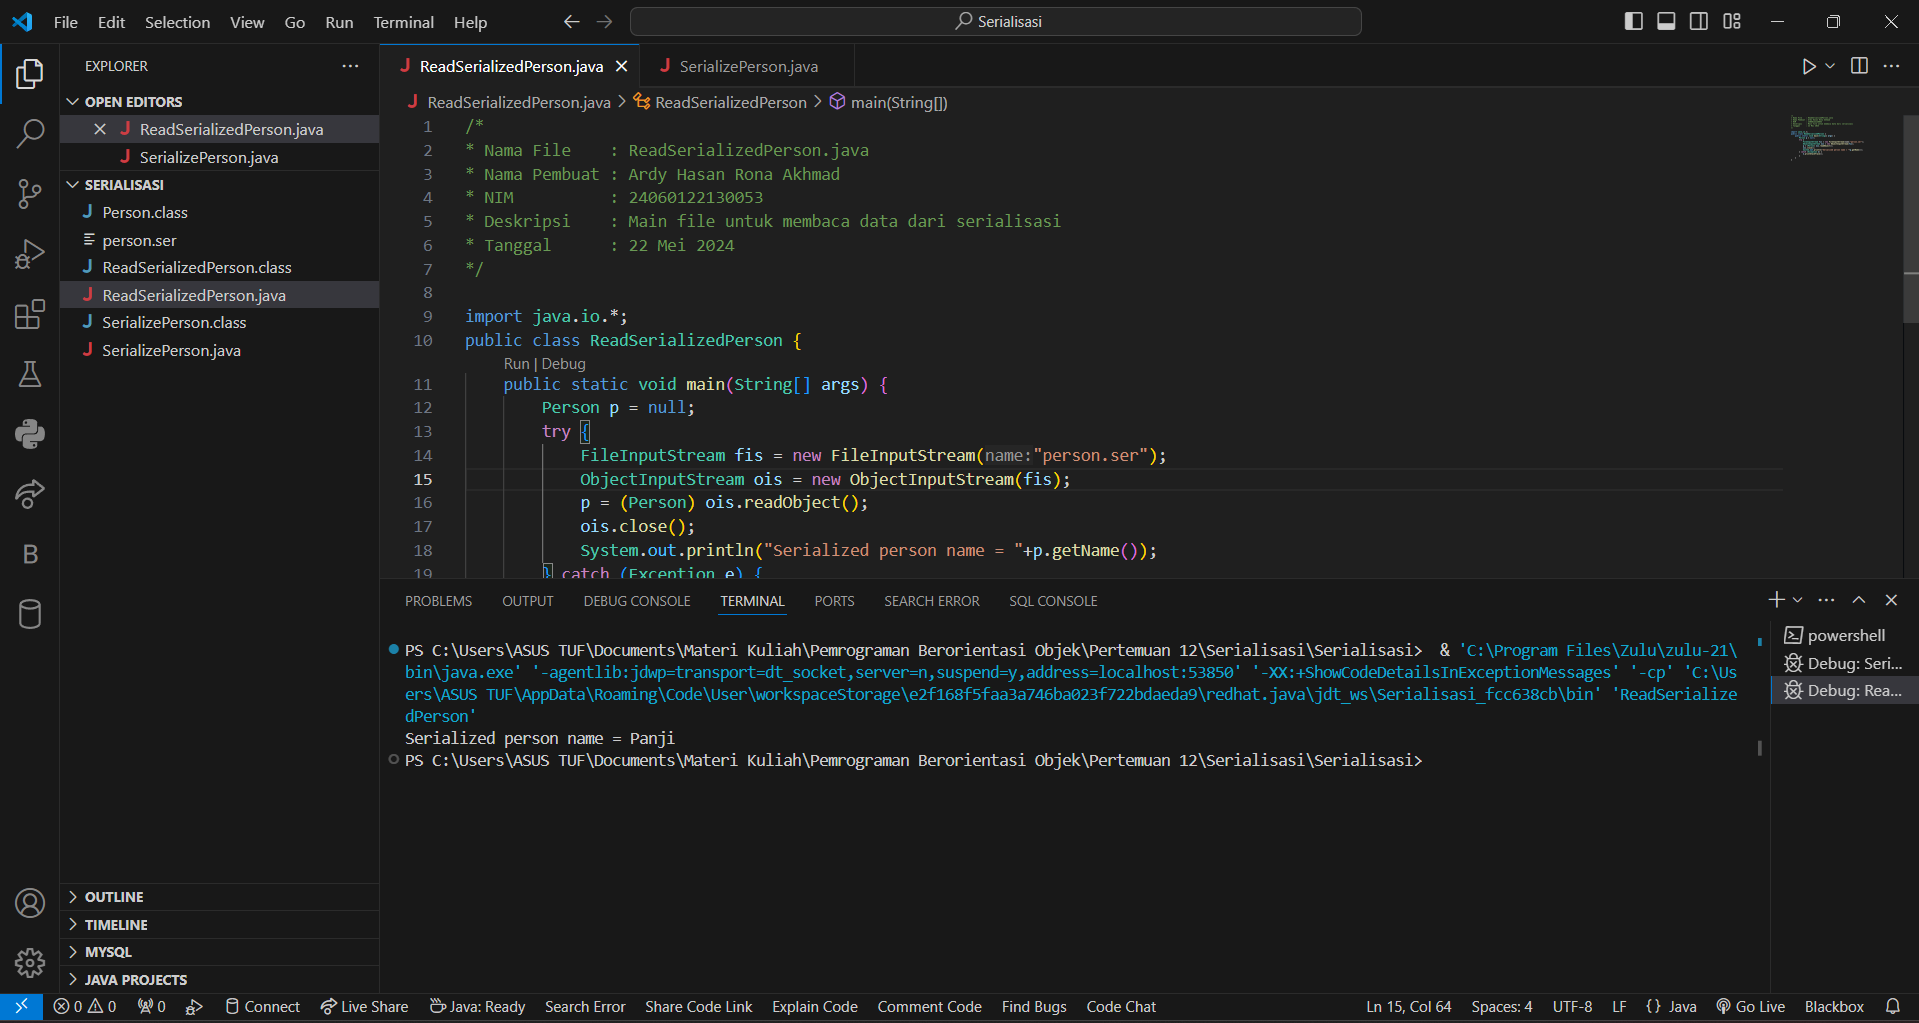 File Edit Selection View Go Run Terminal Help
Serialisasi
EXPLORER
OPEN EDITORS
ReadSerializedPerson.java
SerializePerson.java
SERIALISASI
Person.class
person.ser
ReadSerializedPerson.class
ReadSerializedPerson.java
SerializePerson.class
SerializePerson.java
OUTLINE
TIMELINE
MYSQL
JAVA PROJECTS
ReadSerializedPerson.java SerializePerson.java
ReadSerializedPerson.java > ReadSerializedPerson > main(String[])
1 /*
2 * Nama File : ReadSerializedPerson.java
3 * Nama Pembuat : Ardy Hasan Rona Akhmad
4 * NIM : 24060122130053
5 * Deskripsi : Main file untuk membaca data dari serialisasi
6 * Tanggal : 22 Mei 2024
7 */
8
9 import java.io.*;
10 public class ReadSerializedPerson {
Run | Debug
11 public static void main(String[] args) {
12 Person p = null;
13 try {
14 FileInputStream fis = new FileInputStream(name:"person.ser");
15 ObjectInputStream ois = new ObjectInputStream(fis);
16 p = (Person) ois.readObject();
17 ois.close();
18 System.out.println("Serialized person name = "+p.getName());
19 } catch (Exception e) {
PROBLEMS OUTPUT DEBUG CONSOLE TERMINAL PORTS SEARCH ERROR SQL CONSOLE
PS C:\Users\ASUS TUF\Documents\Materi Kuliah\Pemrograman Berorientasi Objek\Pertemuan 12\Serialisasi\Serialisasi> & 'C:\Program Files\Zulu\zulu-21\
bin\java.exe' '-agentlib:jdwp=transport=dt_socket,server=n,suspend=y,address=localhost:53850' '-XX:+ShowCodeDetailsInExceptionMessages' '-cp' 'C:\Us
ers\ASUS TUF\AppData\Roaming\Code\User\workspaceStorage\e2f168f5faa3a746ba023f722bdaeda9\redhat.java\jdt_ws\Serialisasi_fcc638cb\bin' 'ReadSerialize
dPerson'
Serialized person name = Panji
PS C:\Users\ASUS TUF\Documents\Materi Kuliah\Pemrograman Berorientasi Objek\Pertemuan 12\Serialisasi\Serialisasi>
powershell
Debug: Seri...
Debug: Rea...
0 0 0 Connect Live Share Java: Ready Search Error Share Code Link Explain Code Comment Code Find Bugs Code Chat Ln 15, Col 64 Spaces: 4 UTF-8 LF {} Java Go Live Blackbox